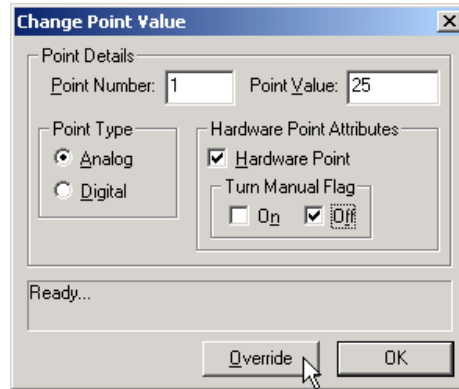 Change Point Value
Point Details
Point Number: 1 Point Value: 25
Point Type Hardware Point Attributes
Analog Hardware Point
Digital Turn Manual Flag
On Off
Ready...
Override OK